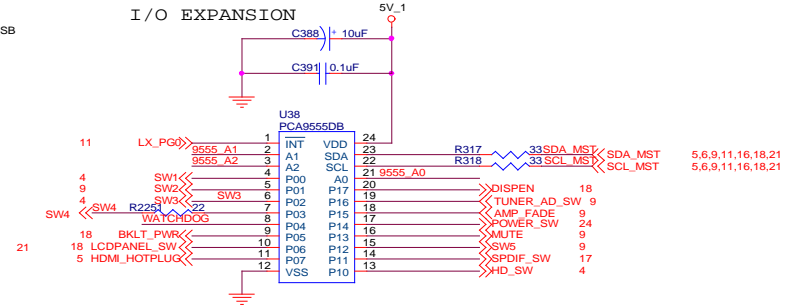 I/O EXPANSION
5V_1
SB
C388 + 10uF
C391 0.1uF
U38
PCA9555DB
11 LX_PG0 1 INT VDD 24
9555_A1 2 A1 SDA 23 R317 33 SDA_MST SDA_MST 5,6,9,11,16,18,21
9555_A2 3 A2 SCL 22 R318 33 SCL_MST SCL_MST 5,6,9,11,16,18,21
4 SW1 4 P00 A0 21 9555_A0
9 SW2 5 P01 P17 20 DISPEN 18
4 SW3 SW3 6 P02 P16 19 TUNER_AD_SW 9
SW4 SW4 R2251 22 7 P03 P15 18 AMP_FADE 9
WATCHDOG 8 P04 P14 17 POWER_SW 24
18 BKLT_PWR 9 P05 P13 16 MUTE 9
21 18 LCDPANEL_SW 10 P06 P12 15 SW5 9
5 HDMI_HOTPLUG 11 P07 P11 14 SPDIF_SW 17
12 VSS P10 13 HD_SW 4